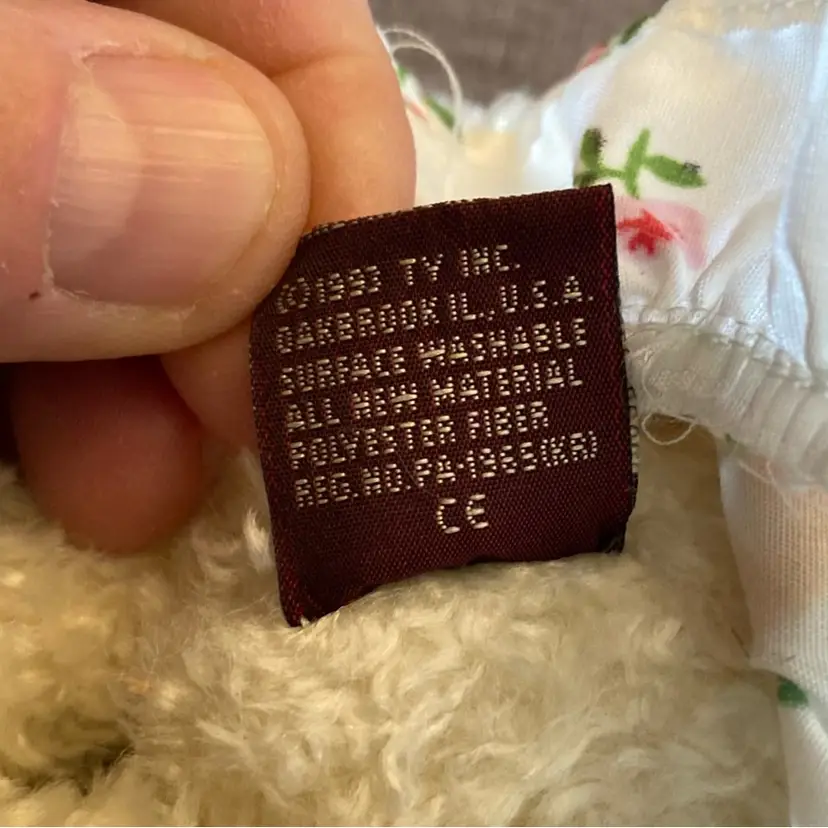 (C)1993 TY INC.
OAKBROOK IL., U.S.A.
SURFACE WASHABLE
ALL NEW MATERIAL
POLYESTER FIBER
REG.NO.PA-1965(KR)
CE